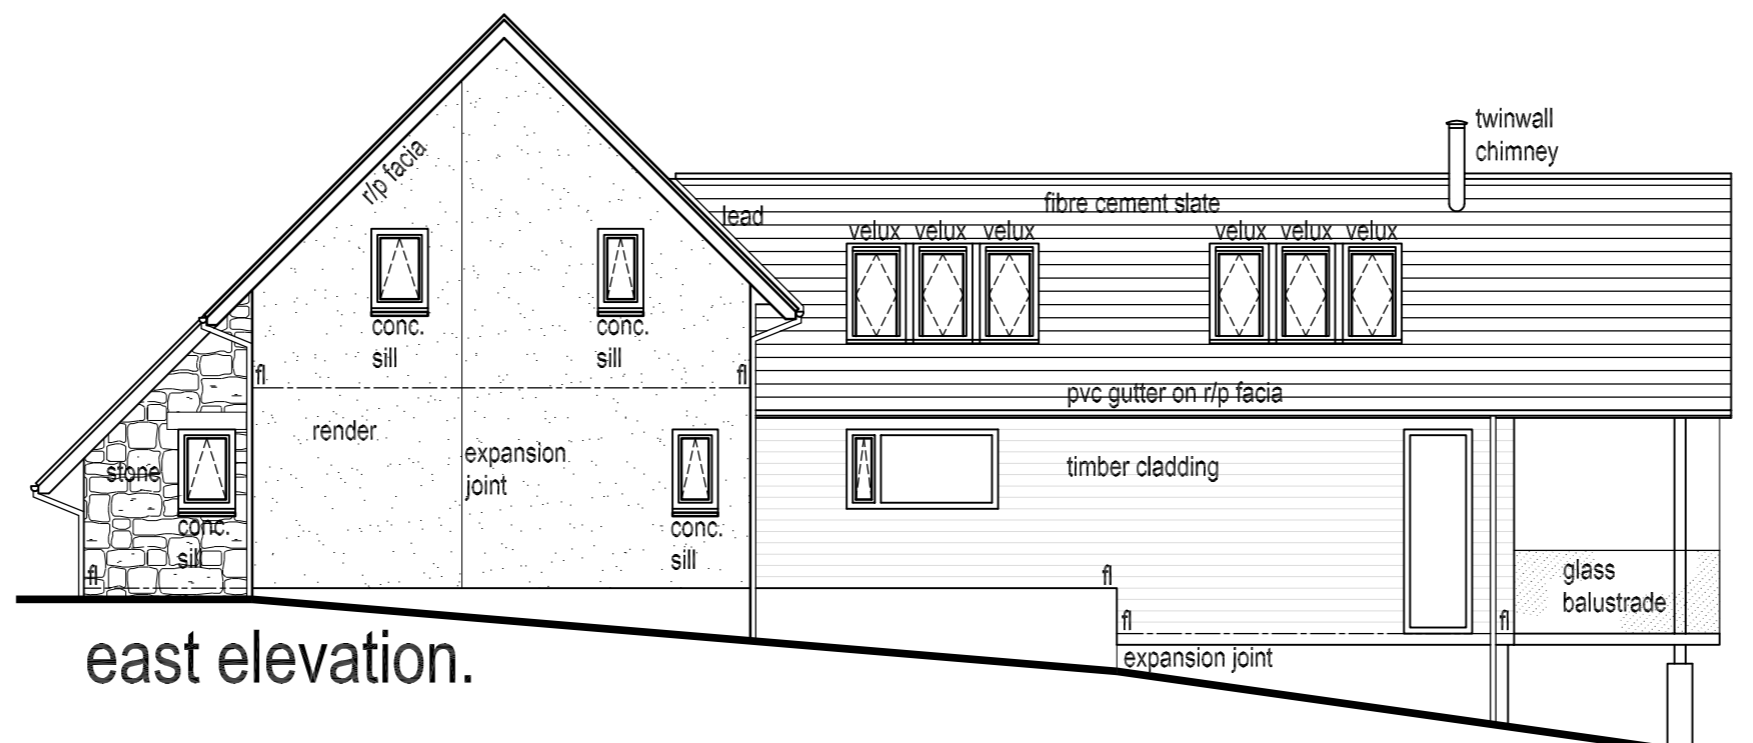 twinwall
chimney
r/p facia
fibre cement slate
lead
velux velux velux
velux velux velux
conc.
sill
conc.
sill
fl
fl
pvc gutter on r/p facia
render
expansion
joint
timber cladding
stone
conc.
sill
conc.
sill
fl
fl
glass
balustrade
fl
fl
expansion joint
east elevation.